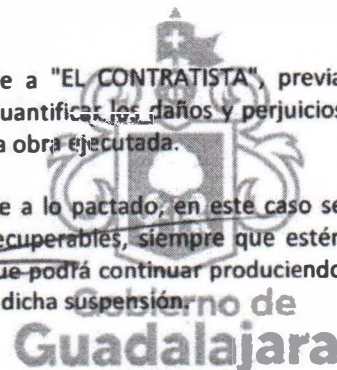 e a "EL CONTRATISTA", previa
uantificar los daños y perjuicios
a obra ejecutada.
e a lo pactado, en este caso se
ecuperables, siempre que estén
ue podrá continuar produciendo
dicha suspensión.
Gobierno de
Guadalajara